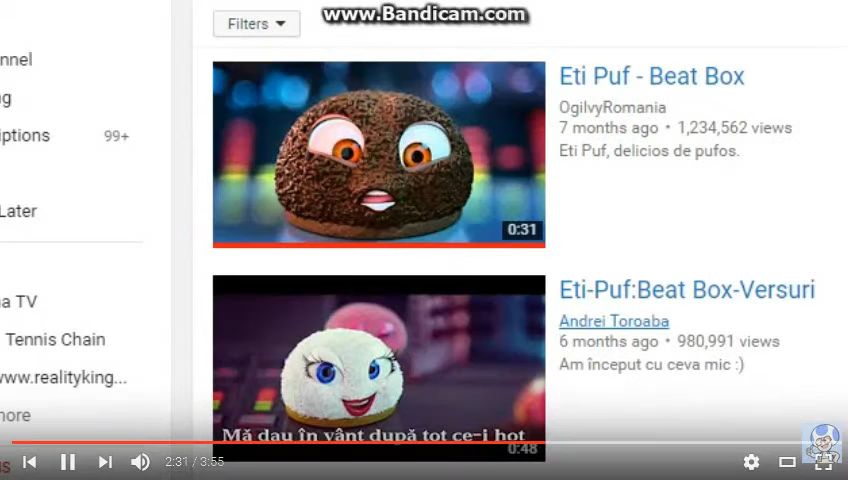 www.Bandicam.com
Filters
nnel
ng
iptions 99+
Later
a TV
Tennis Chain
www.realityking...
more
Eti Puf - Beat Box
OgilvyRomania
7 months ago • 1,234,562 views
Eti Puf, delicios de pufos.
0:31
Eti-Puf:Beat Box-Versuri
Andrei Toroaba
6 months ago • 980,991 views
Am început cu ceva mic :)
Mă dau în vânt după tot ce-i hot
0:48
2:31 / 3:55